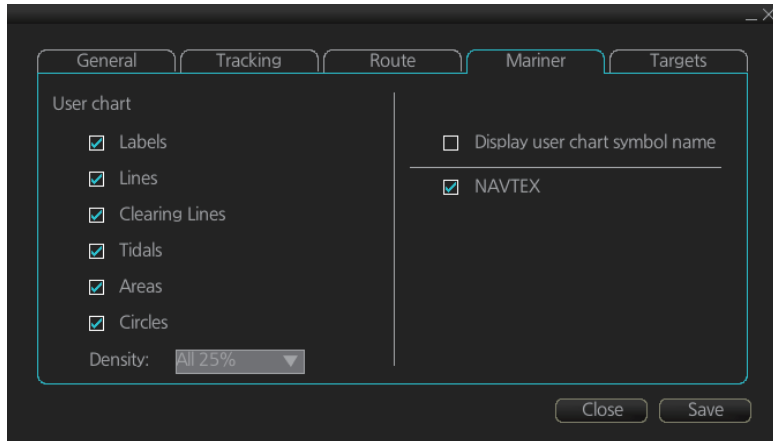 General
Tracking
Route
Mariner
Targets
User chart
Labels
Lines
Clearing Lines
Tidals
Areas
Circles
Density: All 25%
Display user chart symbol name
NAVTEX
Close
Save